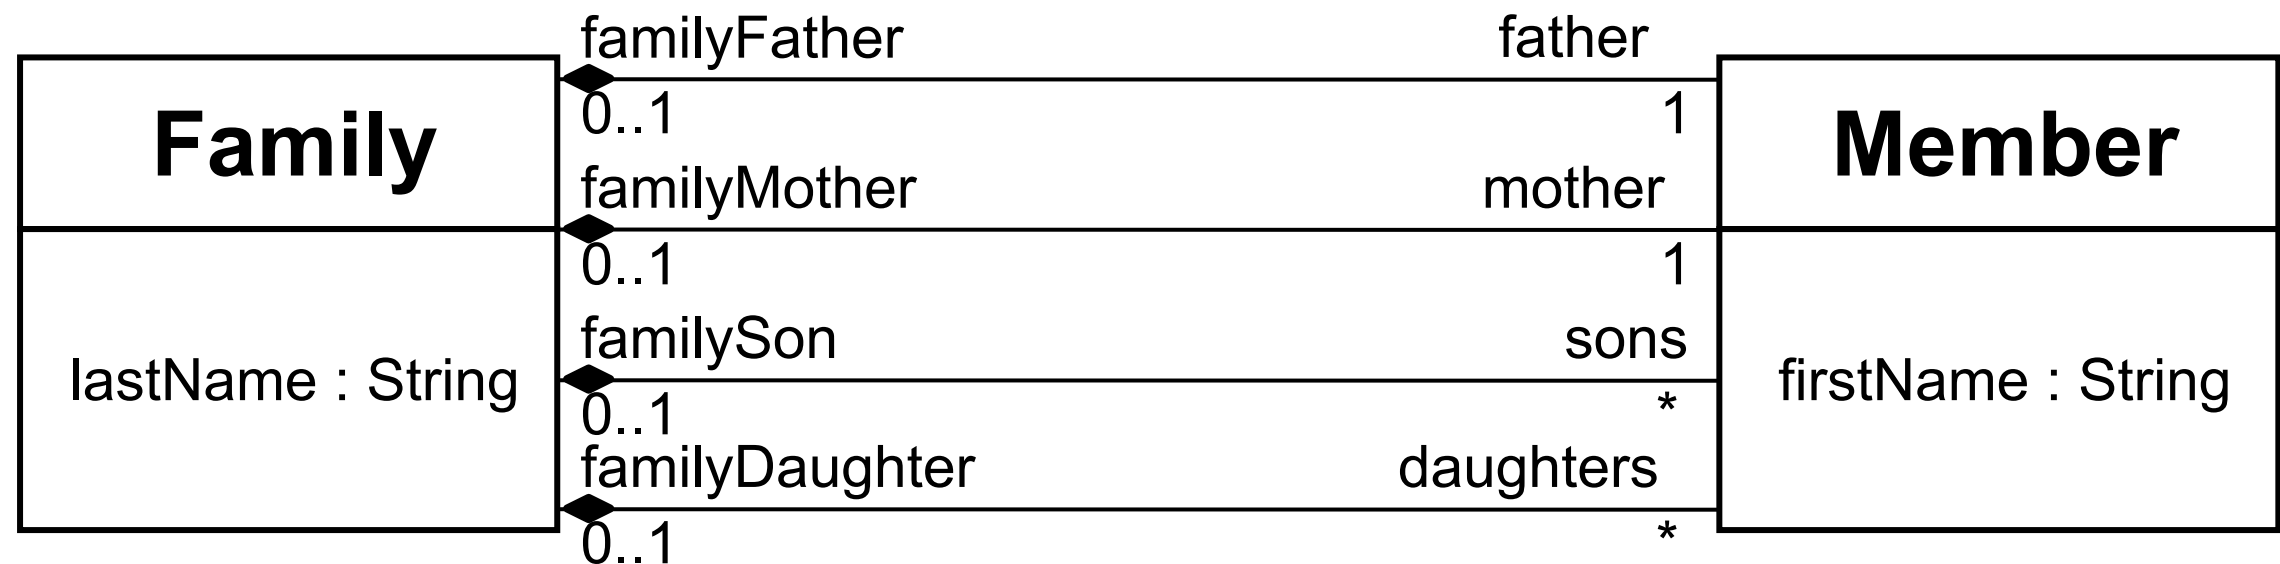 familyFather father
0..1 1
Family Member
familyMother mother
0..1 1
familySon sons
lastName : String firstName : String
0..1 *
familyDaughter daughters
0..1 *